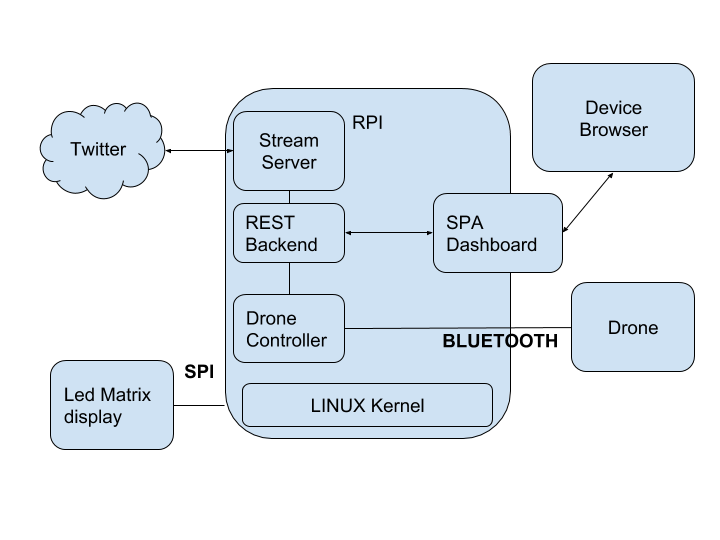 Device
Browser
RPI
Twitter
Stream
Server
REST
Backend
SPA
Dashboard
Drone
Controller
Drone
BLUETOOTH
SPI
Led Matrix
display
LINUX Kernel